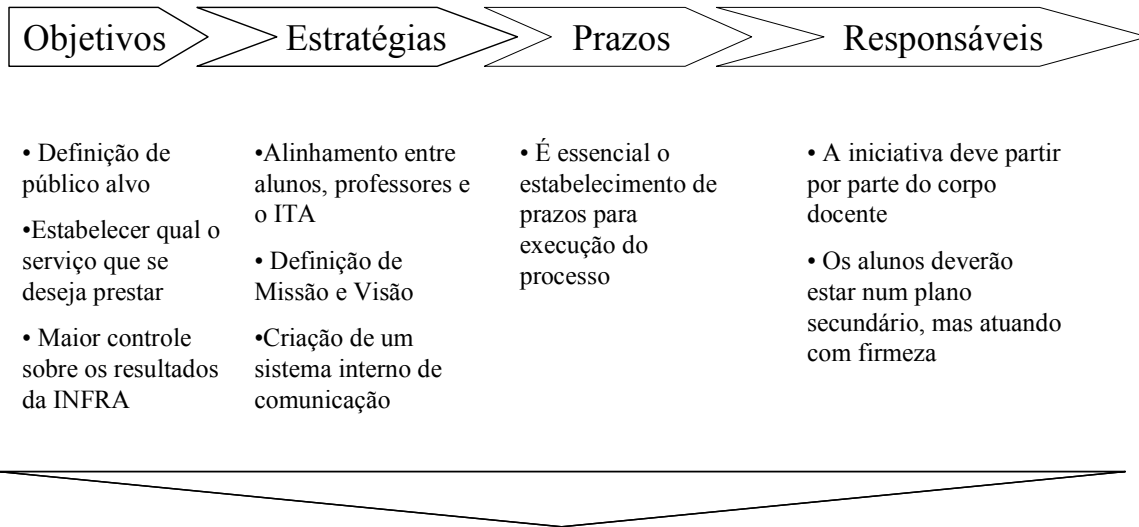 Objetivos
Estratégias
Prazos
Responsáveis
• Definição de
público alvo
•Estabelecer qual o
serviço que se
deseja prestar
• Maior controle
sobre os resultados
da INFRA
•Alinhamento entre
alunos, professores e
o ITA
• Definição de
Missão e Visão
•Criação de um
sistema interno de
comunicação
• É essencial o
estabelecimento de
prazos para
execução do
processo
• A iniciativa deve partir
por parte do corpo
docente
• Os alunos deverão
estar num plano
secundário, mas atuando
com firmeza